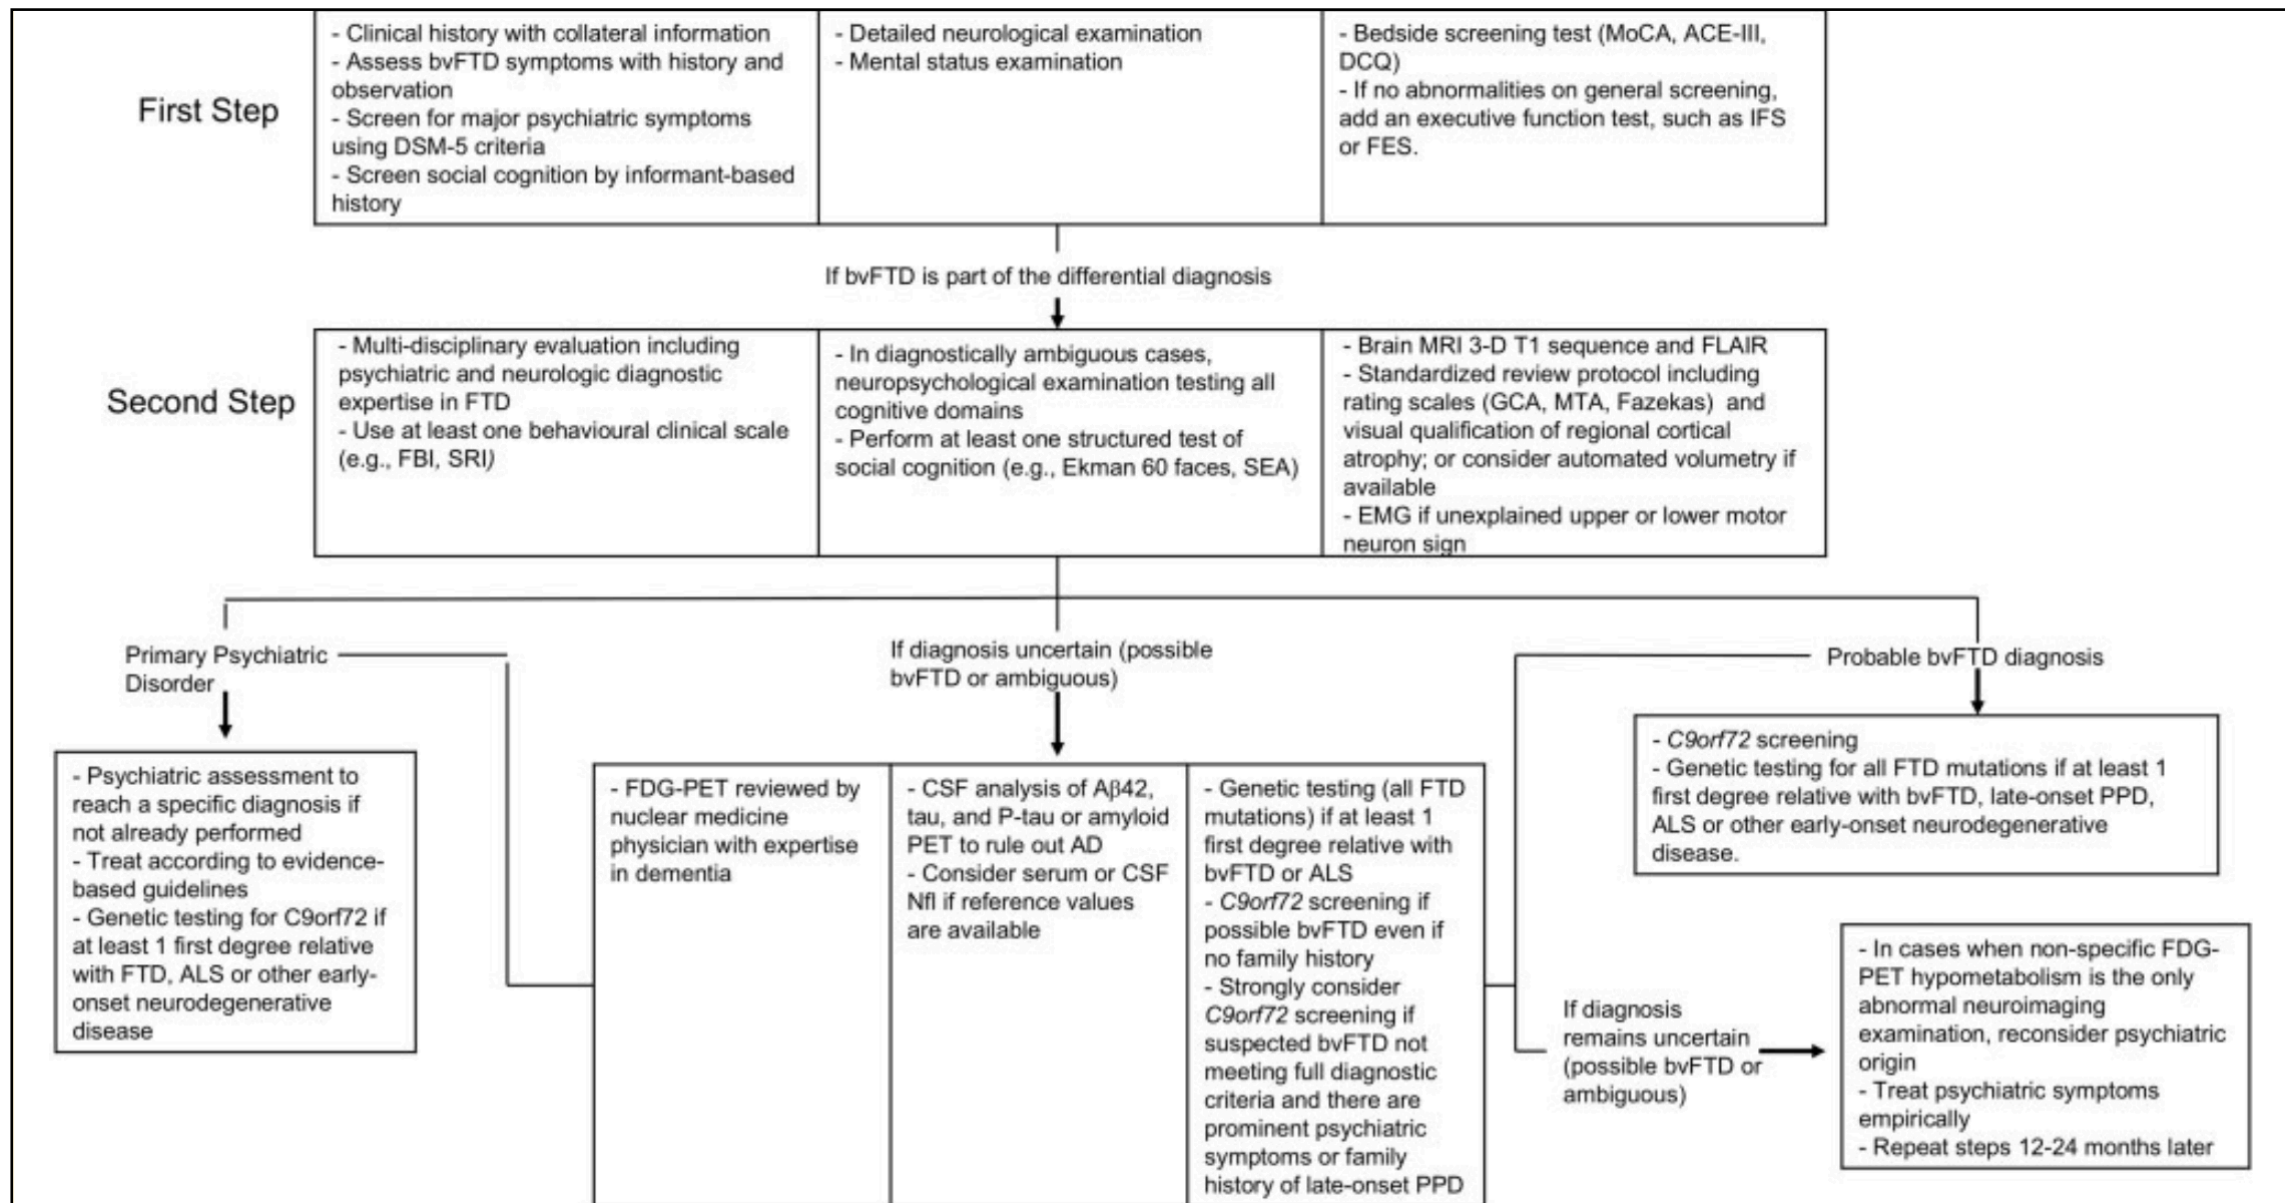 First Step
- Clinical history with collateral information
- Assess bvFTD symptoms with history and
observation
- Screen for major psychiatric symptoms
using DSM-5 criteria
- Screen social cognition by informant-based
history
- Detailed neurological examination
- Mental status examination
- Bedside screening test (MoCA, ACE-III,
DCQ)
- If no abnormalities on general screening,
add an executive function test, such as IFS
or FES.
If bvFTD is part of the differential diagnosis
Second Step
- Multi-disciplinary evaluation including
psychiatric and neurologic diagnostic
expertise in FTD
- Use at least one behavioural clinical scale
(e.g., FBI, SRI)
- In diagnostically ambiguous cases,
neuropsychological examination testing all
cognitive domains
- Perform at least one structured test of
social cognition (e.g., Ekman 60 faces, SEA)
- Brain MRI 3-D T1 sequence and FLAIR
- Standardized review protocol including
rating scales (GCA, MTA, Fazekas) and
visual qualification of regional cortical
atrophy; or consider automated volumetry if
available
- EMG if unexplained upper or lower motor
neuron sign
Primary Psychiatric
Disorder
If diagnosis uncertain (possible
bvFTD or ambiguous)
Probable bvFTD diagnosis
- Psychiatric assessment to
reach a specific diagnosis if
not already performed
- Treat according to evidence-
based guidelines
- Genetic testing for C9orf72 if
at least 1 first degree relative
with FTD, ALS or other early-
onset neurodegenerative
disease
- FDG-PET reviewed by
nuclear medicine
physician with expertise
in dementia
- CSF analysis of Aβ42,
tau, and P-tau or amyloid
PET to rule out AD
- Consider serum or CSF
Nfl if reference values
are available
- Genetic testing (all FTD
mutations) if at least 1
first degree relative with
bvFTD or ALS
- C9orf72 screening if
possible bvFTD even if
no family history
- Strongly consider
C9orf72 screening if
suspected bvFTD not
meeting full diagnostic
criteria and there are
prominent psychiatric
symptoms or family
history of late-onset PPD
- C9orf72 screening
- Genetic testing for all FTD mutations if at least 1
first degree relative with bvFTD, late-onset PPD,
ALS or other early-onset neurodegenerative
disease.
If diagnosis
remains uncertain
(possible bvFTD or
ambiguous)
- In cases when non-specific FDG-
PET hypometabolism is the only
abnormal neuroimaging
examination, reconsider psychiatric
origin
- Treat psychiatric symptoms
empirically
- Repeat steps 12-24 months later